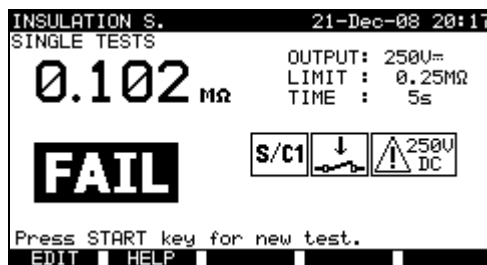 INSULATION S. 21-Dec-08 20:17
SINGLE TESTS
0.102 MΩ
OUTPUT: 250V⎓
LIMIT : 0.25MΩ
TIME : 5s
FAIL
S/C1
250V
DC
Press START key for new test.
EDIT HELP